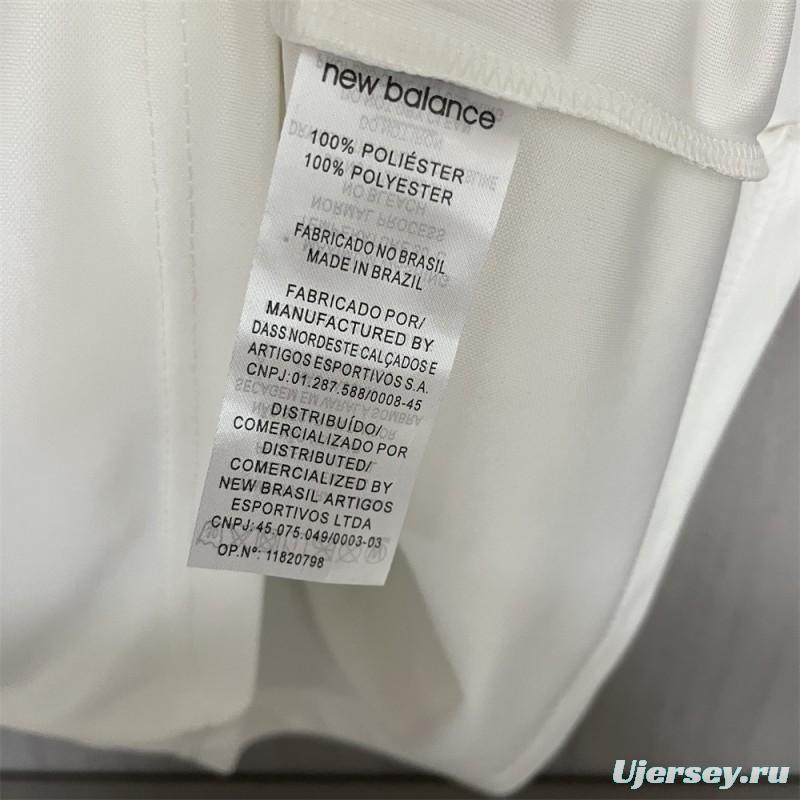 new balance
100% POLIÉSTER
100% POLYESTER
FABRICADO NO BRASIL
MADE IN BRAZIL
FABRICADO POR/
MANUFACTURED BY
DASS NORDESTE CALÇADOS E
ARTIGOS ESPORTIVOS S.A.
CNPJ:01.287.588/0008-45
DISTRIBUÍDO/
COMERCIALIZADO POR
DISTRIBUTED/
COMERCIALIZED BY
NEW BRASIL ARTIGOS
ESPORTIVOS LTDA
CNPJ:45.075.049/0003-03
OP.Nº: 11820798
Ujersey.ru